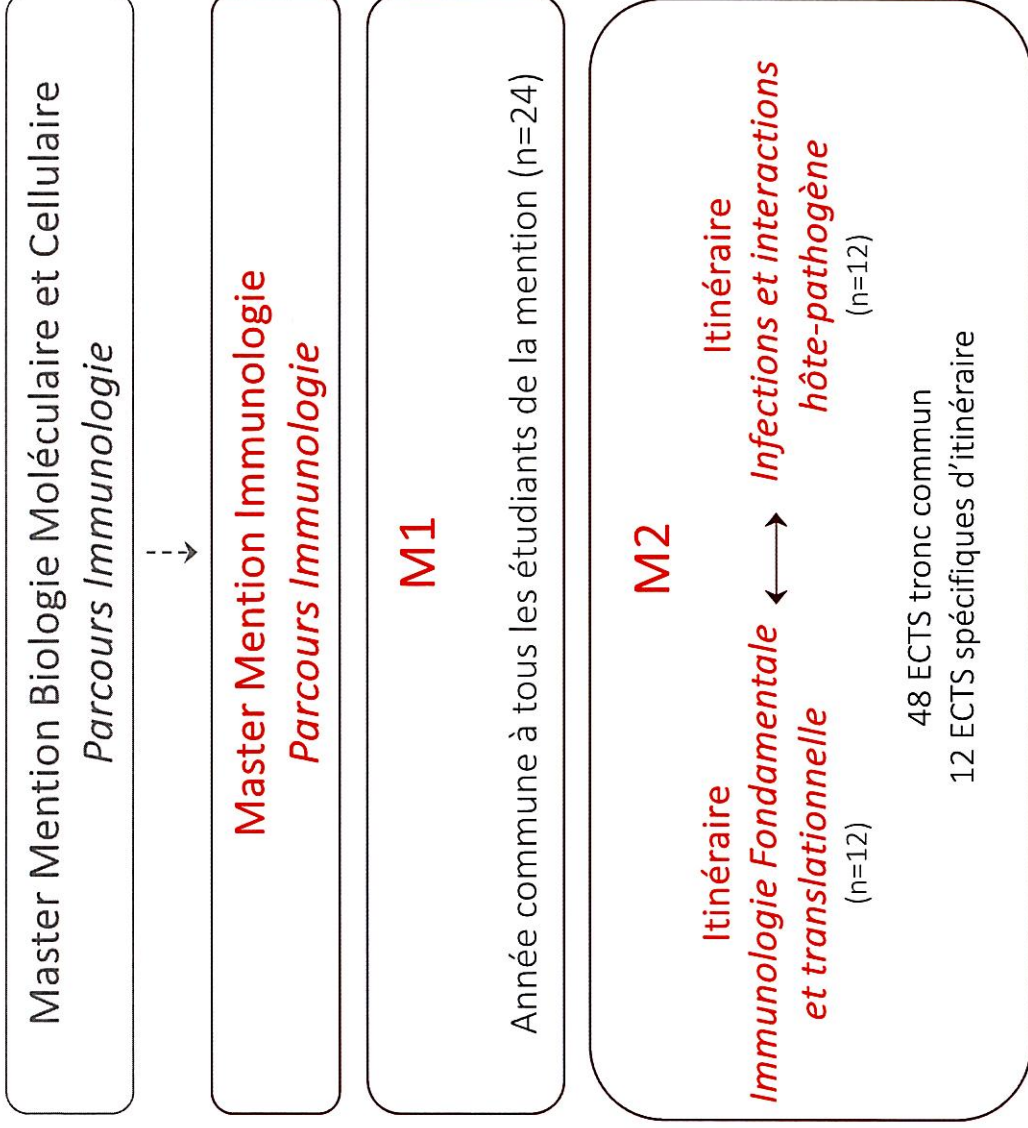 Master Mention Biologie Moléculaire et Cellulaire
Parcours Immunologie
Master Mention Immunologie
Parcours Immunologie
M1
Année commune à tous les étudiants de la mention (n=24)
M2
Itinéraire
Immunologie Fondamentale
et translationnelle
(n=12)
Itinéraire
Infections et interactions
hôte-pathogène
(n=12)
48 ECTS tronc commun
12 ECTS spécifiques d'itinéraire